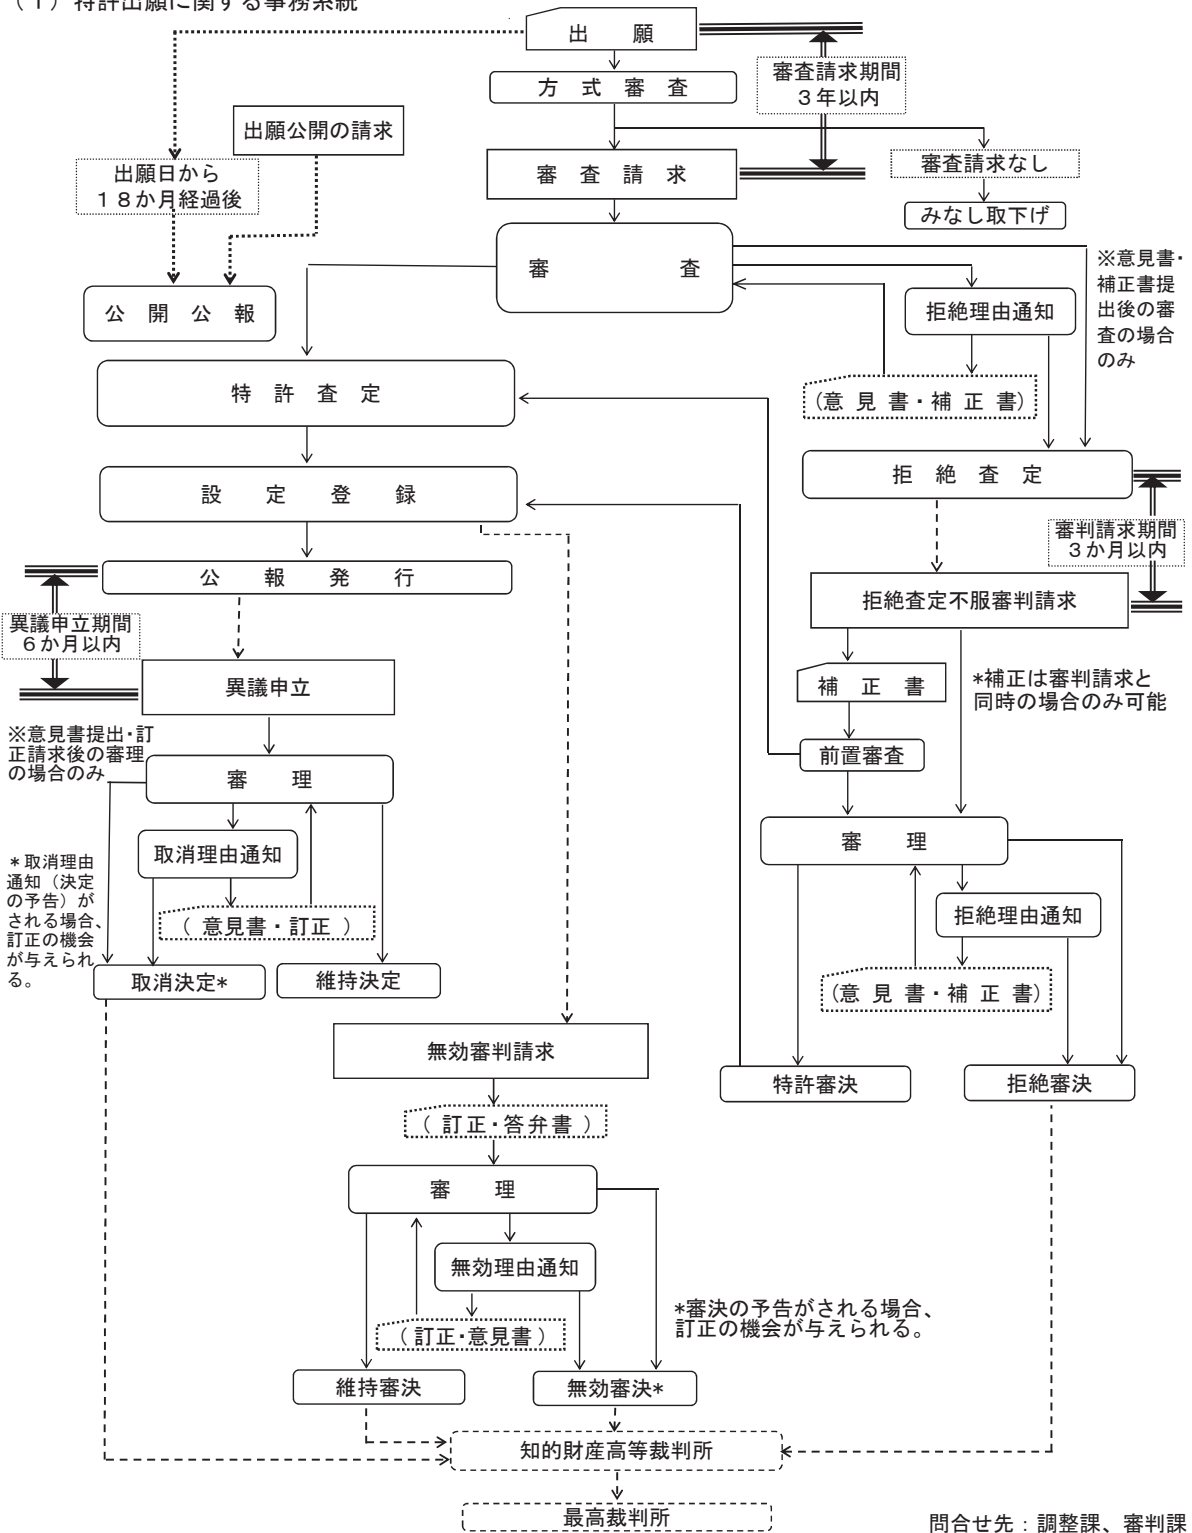 （１）特許出願に関する事務系統
出　　願
審査請求期間
３年以内
方　式　審　査
出願公開の請求
出願日から
１８か月経過後
審　査　請　求
審査請求なし
みなし取下げ
審　　　　　　査
※意見書・
補正書提
出後の審
査の場合
のみ
公　開　公　報
拒絶理由通知
特　許　査　定
(意 見 書・補 正 書)
設　　定　　登　　録
拒　絶　査　定
審判請求期間
３か月以内
公　　報　　発　　行
拒絶査定不服審判請求
異議申立期間
６か月以内
異議申立
補　正　書
*補正は審判請求と
同時の場合のみ可能
※意見書提出・訂
正請求後の審理
の場合のみ
審　　理
前置審査
審　　理
取消理由通知
＊取消理由
通知（決定
の予告）が
される場合、
訂正の機会
が与えられ
る。
（ 意見書・訂正 ）
拒絶理由通知
取消決定*
維持決定
(意 見 書・補 正 書)
無効審判請求
特許審決
拒絶審決
（ 訂正・答弁書 ）
審　　理
無効理由通知
*審決の予告がされる場合、
訂正の機会が与えられる。
（ 訂正・意見書 ）
維持審決
無効審決*
知的財産高等裁判所
最高裁判所
問合せ先：調整課、審判課